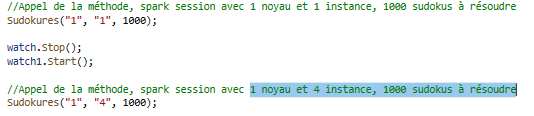 //Appel de la méthode, spark session avec 1 noyau et 1 instance, 1000 sudokus à résoudre
Sudokures("1", "1", 1000);
watch.Stop();
watch1.Start();
//Appel de la méthode, spark session avec 1 noyau et 4 instance, 1000 sudokus à résoudre
Sudokures("1", "4", 1000);